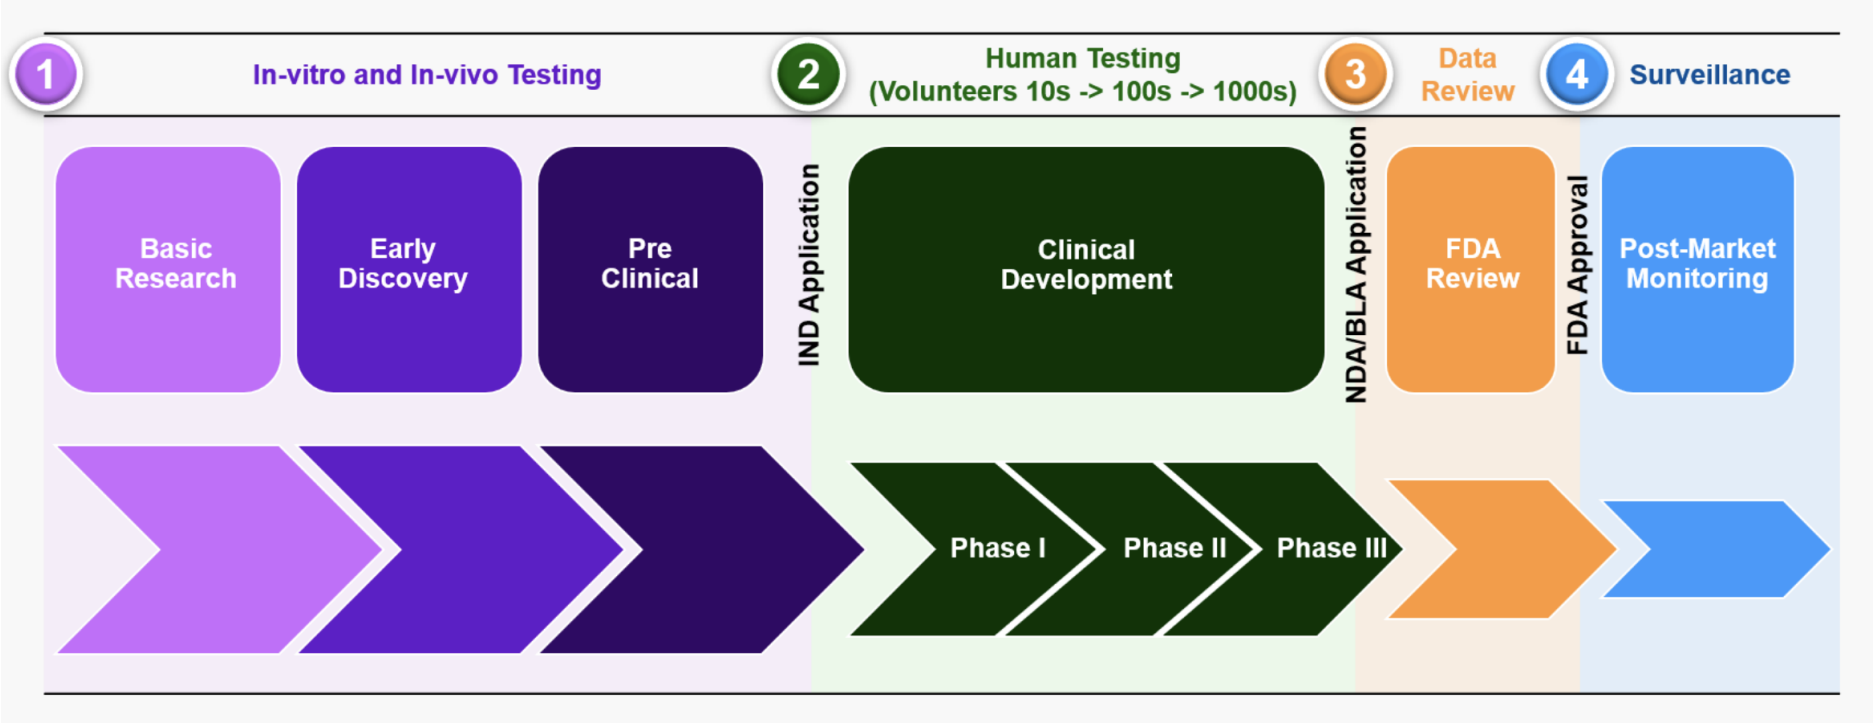 1
In-vitro and In-vivo Testing
2
Human Testing
(Volunteers 10s -> 100s -> 1000s)
3
Data
Review
4
Surveillance
Basic
Research
Early
Discovery
Pre
Clinical
IND Application
Clinical
Development
NDA/BLA Application
FDA
Review
FDA Approval
Post-Market
Monitoring
Phase I
Phase II
Phase III